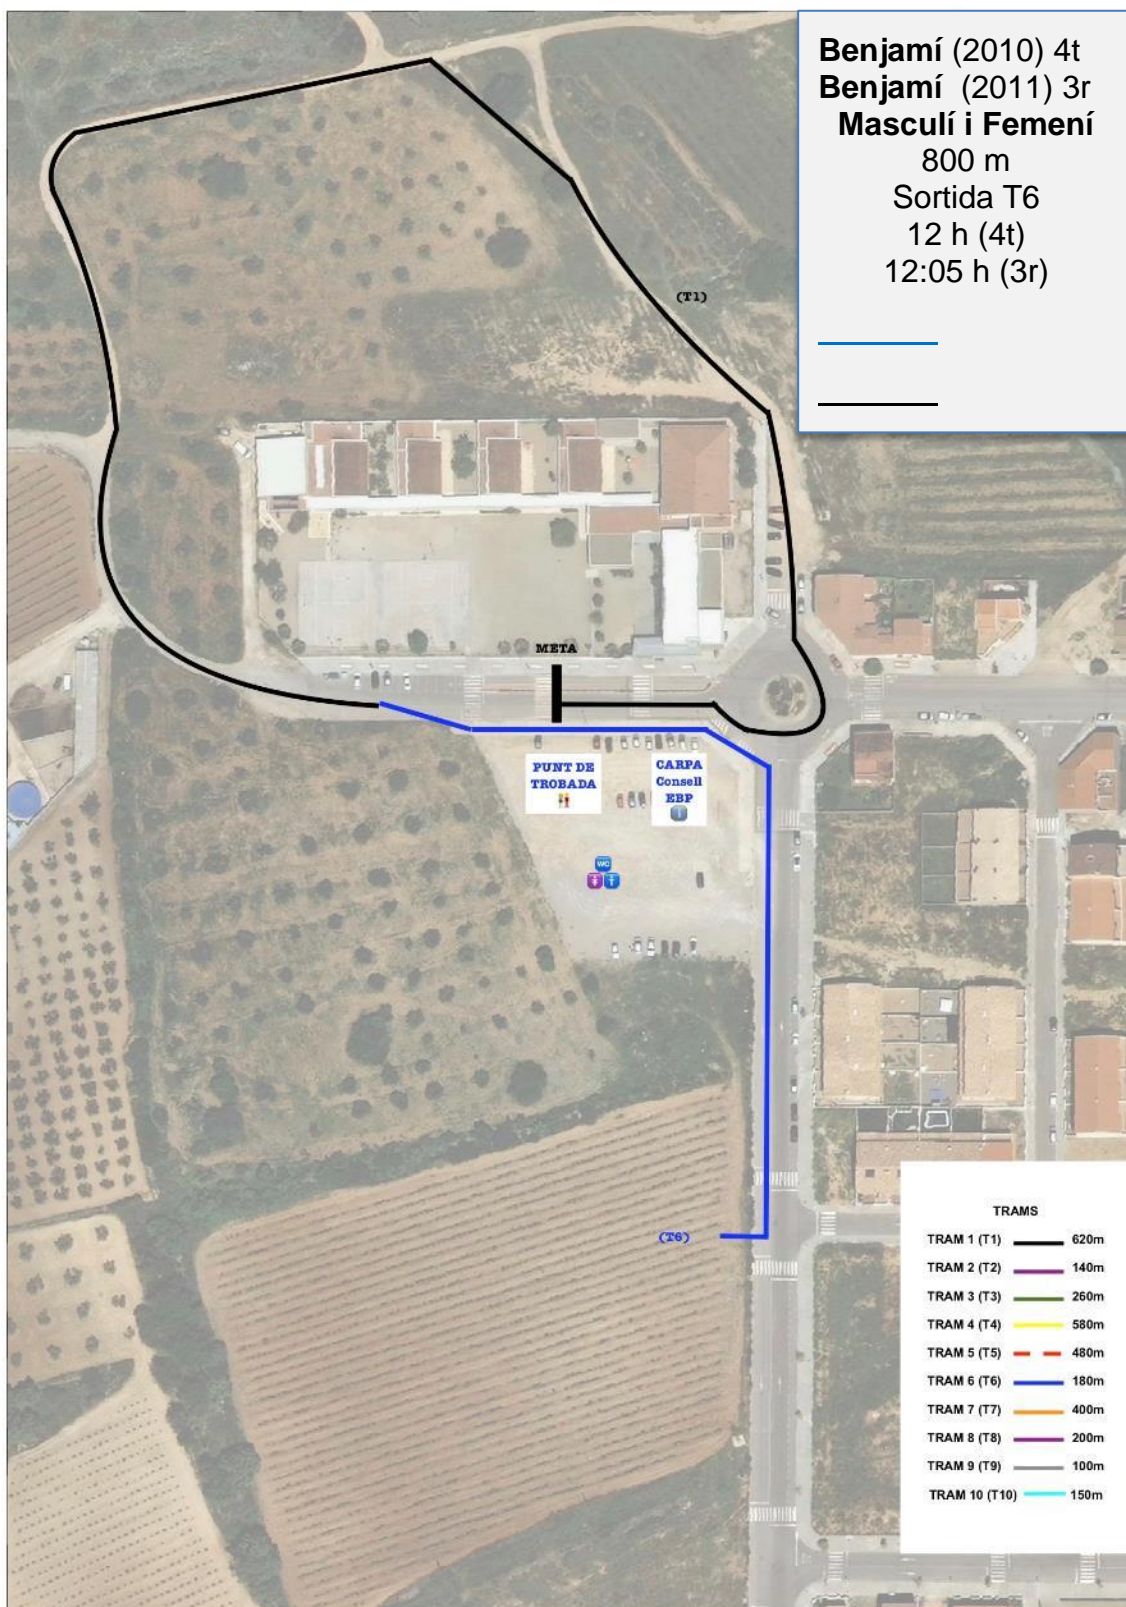 Benjamí (2010) 4t
Benjamí (2011) 3r
Masculí i Femení
800 m
Sortida T6
12 h (4t)
12:05 h (3r)
(T1)
META
PUNT DE
TROBADA
CARPA
Consell
EBP
WC
(T6)
TRAMS
TRAM 1 (T1) 620m
TRAM 2 (T2) 140m
TRAM 3 (T3) 260m
TRAM 4 (T4) 580m
TRAM 5 (T5) 480m
TRAM 6 (T6) 180m
TRAM 7 (T7) 400m
TRAM 8 (T8) 200m
TRAM 9 (T9) 100m
TRAM 10 (T10) 150m